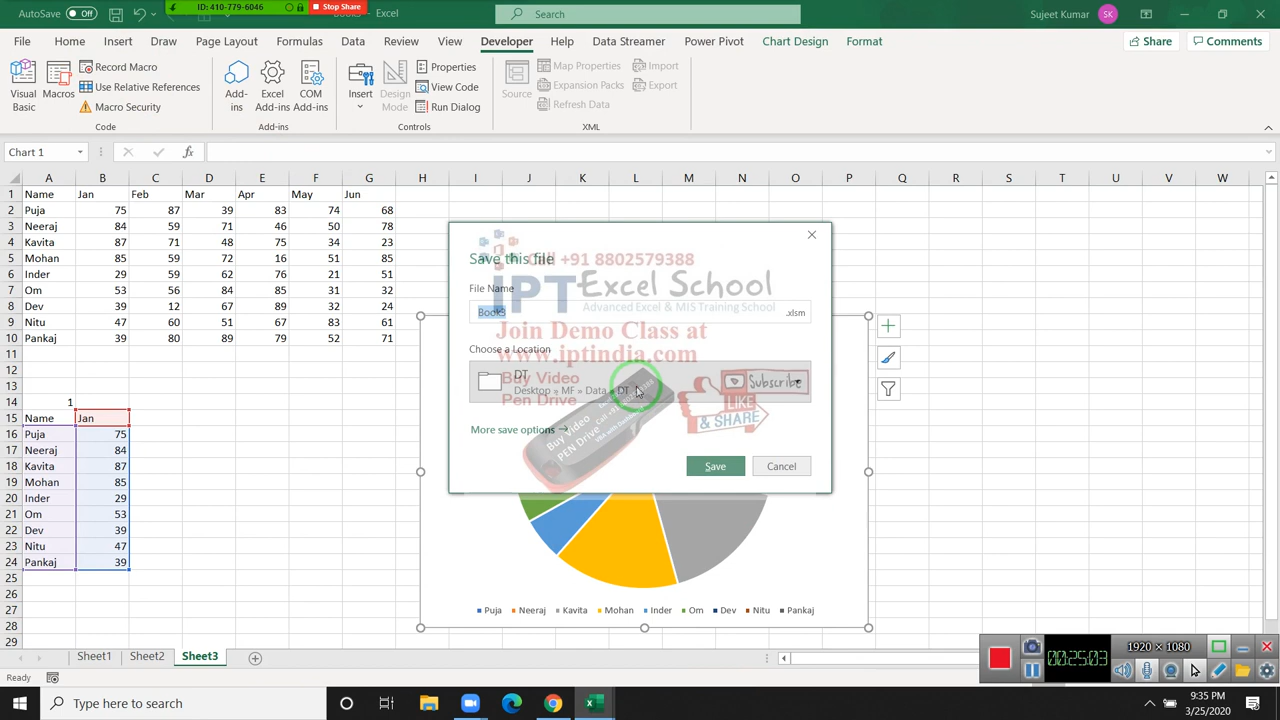 AutoSave Off
ID: 410-779-6046 Stop Share
Excel
Search
Sujeet Kumar SK
File Home Insert Draw Page Layout Formulas Data Review View Developer Help Data Streamer Power Pivot Chart Design Format
Share Comments
Visual Basic
Macros
Record Macro
Use Relative References
Macro Security
Code
Add-ins
Excel Add-ins
COM Add-ins
Add-ins
Insert
Design Mode
Properties
View Code
Run Dialog
Controls
Source
Map Properties
Expansion Packs
Refresh Data
Import
Export
XML
Chart 1
fx
A B C D E F G H I J K L M N O P Q R S T U V W
1 Name Jan Feb Mar Apr May Jun
2 Puja 75 87 39 83 74 68
3 Neeraj 84 59 71 46 50 78
4 Kavita 87 71 48 75 34 23
5 Mohan 85 59 72 16 51 85
6 Inder 29 59 62 76 21 51
7 Om 53 56 84 85 31 32
8 Dev 39 12 67 89 32 24
9 Nitu 47 60 51 67 83 61
10 Pankaj 39 80 89 79 52 71
11
12
13
14 1
15 Name Jan
16 Puja 75
17 Neeraj 84
18 Kavita 87
19 Mohan 85
20 Inder 29
21 Om 53
22 Dev 39
23 Nitu 47
24 Pankaj 39
25
26
27
28
29
Save this file
Call +91 8802579388
IPT Excel School
Advanced Excel & MIS Training School
File Name
Book5 .xlsm
Join Demo Class at
www.iptindia.com
Choose a Location
DT
Desktop » MF » Data » DT
Buy Video
Pen Drive
Subscribe
LIKE
& SHARE
Buy Video
PEN Drive
More save options →
Save Cancel
Puja Neeraj Kavita Mohan Inder Om Dev Nitu Pankaj
Sheet1 Sheet2 Sheet3
Ready
1920 × 1080
00:25:03
Type here to search
9:35 PM
3/25/2020